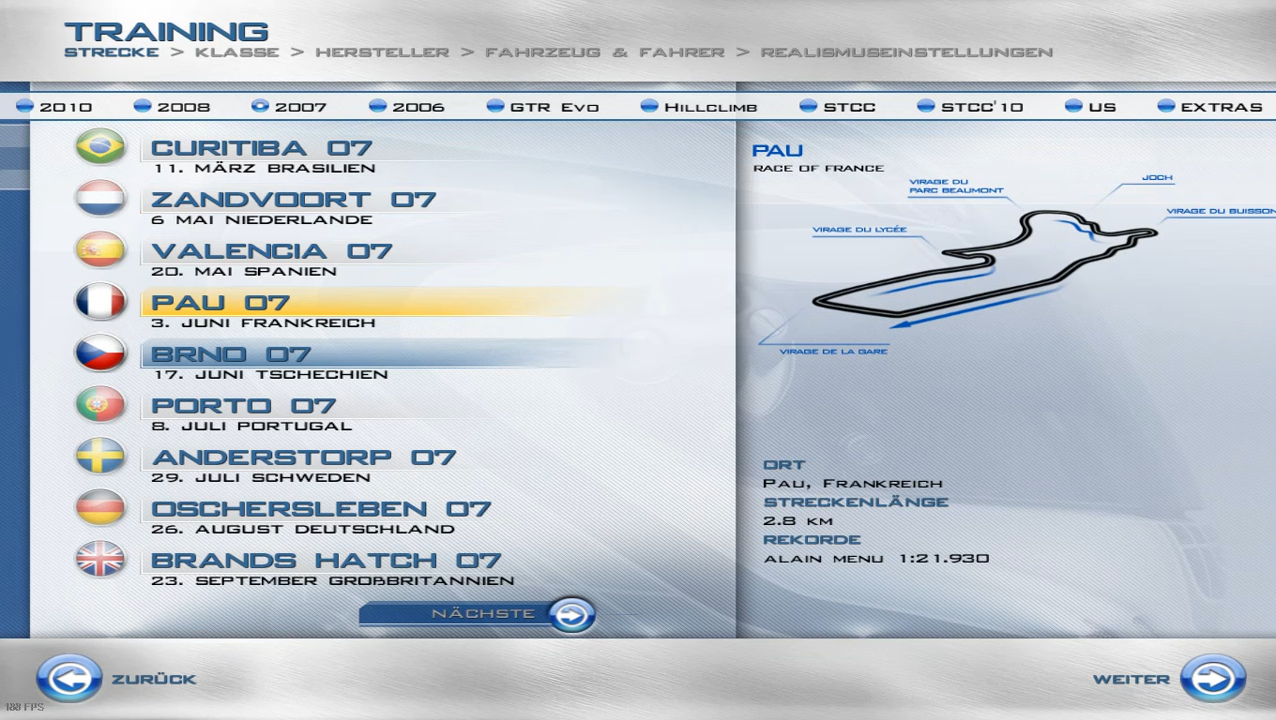 TRAINING
STRECKE > KLASSE > HERSTELLER > FAHRZEUG & FAHRER > REALISMUSEINSTELLUNGEN
2010 2008 2007 2006 GTR EVO HILLCLIMB STCC STCC'10 US EXTRAS
CURITIBA 07
11. MÄRZ BRASILIEN
ZANDVOORT 07
6 MAI NIEDERLANDE
VALENCIA 07
20. MAI SPANIEN
PAU 07
3. JUNI FRANKREICH
BRNO 07
17. JUNI TSCHECHIEN
PORTO 07
8. JULI PORTUGAL
ANDERSTORP 07
29. JULI SCHWEDEN
OSCHERSLEBEN 07
26. AUGUST DEUTSCHLAND
BRANDS HATCH 07
23. SEPTEMBER GROßBRITANNIEN
NÄCHSTE
PAU
RACE OF FRANCE
VIRAGE DU
PARC BEAUMONT
JOCH
VIRAGE DU BUISSON
VIRAGE DU LYCÉE
VIRAGE DE LA GARE
ORT
PAU, FRANKREICH
STRECKENLÄNGE
2.8 KM
REKORDE
ALAIN MENU 1:21.930
ZURÜCK
WEITER
188 FPS